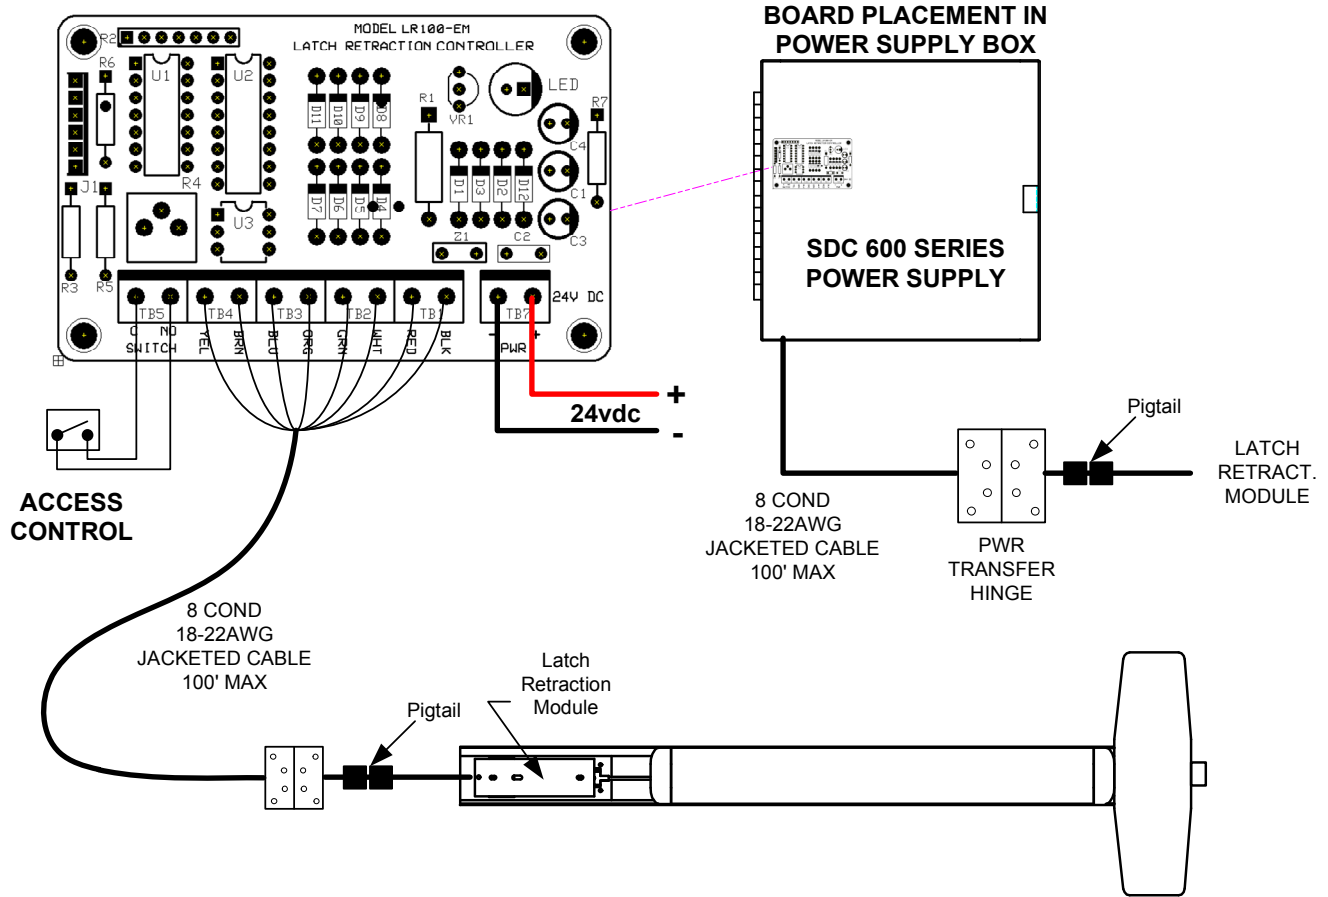 MODEL LR100-EM
LATCH RETRACTION CONTROLLER
R2
R6
U1
U2
LED
R1
VR1
R7
D11
D10
D9
D8
C4
J1
R4
D7
D6
D5
D4
D1
D3
D2
D12
C1
U3
C3
Z1
C2
R3
R5
TB5
TB4
TB3
TB2
TB1
TB7
24V DC
C
NO
SWITCH
YEL
BRN
BLU
ORG
GRN
WHT
RED
BLK
-
+
PWR
+
24vdc
-
ACCESS
CONTROL
8 COND
18-22AWG
JACKETED CABLE
100' MAX
BOARD PLACEMENT IN
POWER SUPPLY BOX
SDC 600 SERIES
POWER SUPPLY
8 COND
18-22AWG
JACKETED CABLE
100' MAX
PWR
TRANSFER
HINGE
Pigtail
LATCH
RETRACT.
MODULE
Pigtail
Latch
Retraction
Module